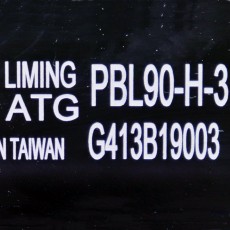 LIMING PBL90-H-3
ATG
N TAIWAN G413B19003